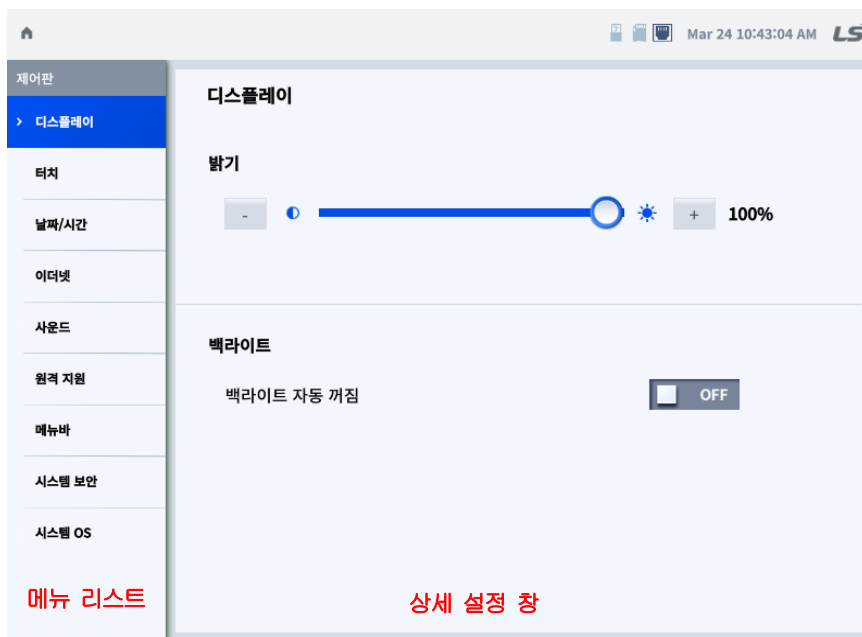 Mar 24 10:43:04 AM LS
제어판
> 디스플레이
터치
날짜/시간
이더넷
사운드
원격 지원
메뉴바
시스템 보안
시스템 OS
메뉴 리스트
디스플레이
밝기
- + 100%
백라이트
백라이트 자동 꺼짐 OFF
상세 설정 창